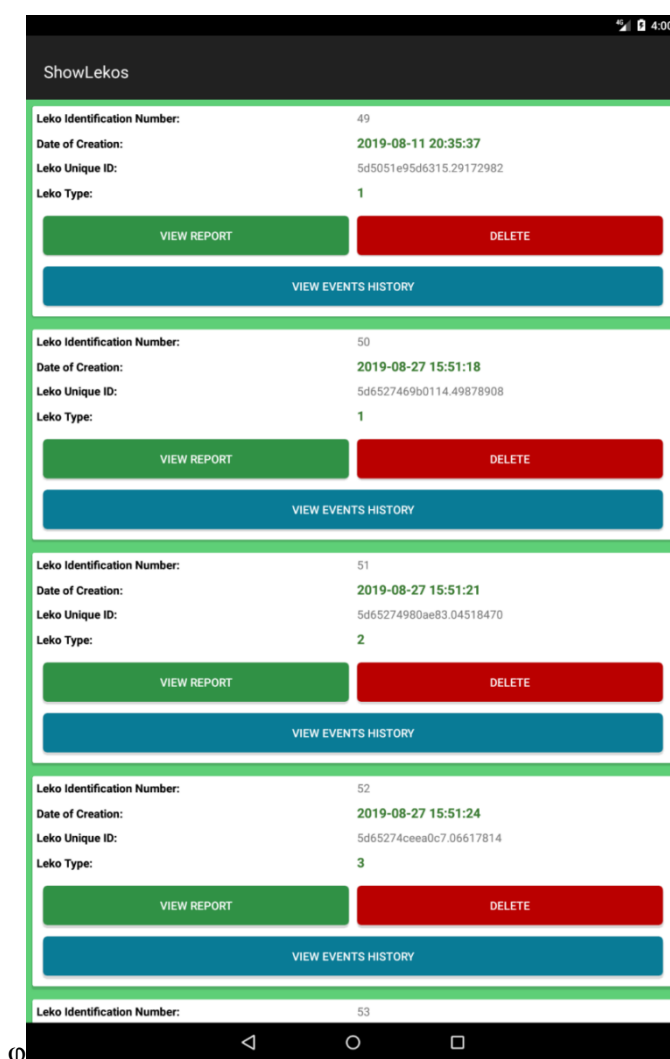 4G 4:00
ShowLekos
Leko Identification Number: 49
Date of Creation: 2019-08-11 20:35:37
Leko Unique ID: 5d5051e95d6315.29172982
Leko Type: 1
VIEW REPORT DELETE
VIEW EVENTS HISTORY
Leko Identification Number: 50
Date of Creation: 2019-08-27 15:51:18
Leko Unique ID: 5d6527469b0114.49878908
Leko Type: 1
VIEW REPORT DELETE
VIEW EVENTS HISTORY
Leko Identification Number: 51
Date of Creation: 2019-08-27 15:51:21
Leko Unique ID: 5d65274980ae83.04518470
Leko Type: 2
VIEW REPORT DELETE
VIEW EVENTS HISTORY
Leko Identification Number: 52
Date of Creation: 2019-08-27 15:51:24
Leko Unique ID: 5d65274ceea0c7.06617814
Leko Type: 3
VIEW REPORT DELETE
VIEW EVENTS HISTORY
Leko Identification Number: 53
φ